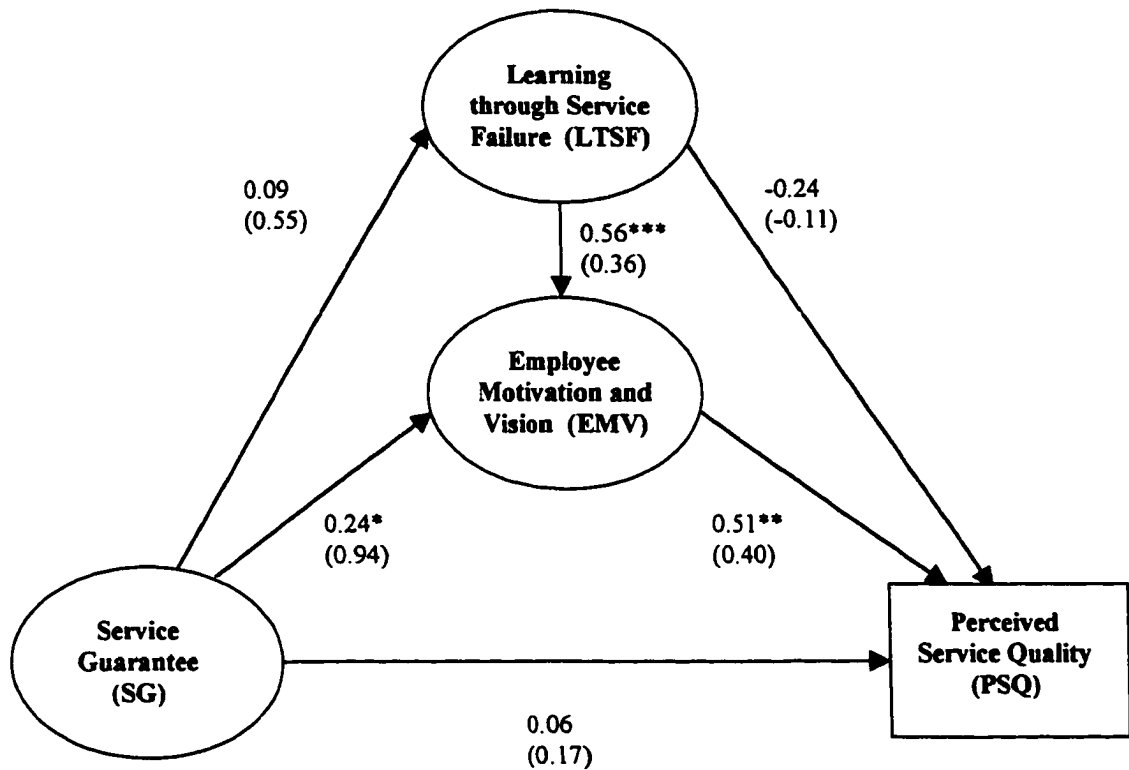 Learning
through Service
Failure (LTSF)
0.09
(0.55)
-0.24
(-0.11)
0.56***
(0.36)
Employee
Motivation and
Vision (EMV)
0.24*
(0.94)
0.51**
(0.40)
Service
Guarantee
(SG)
Perceived
Service Quality
(PSQ)
0.06
(0.17)